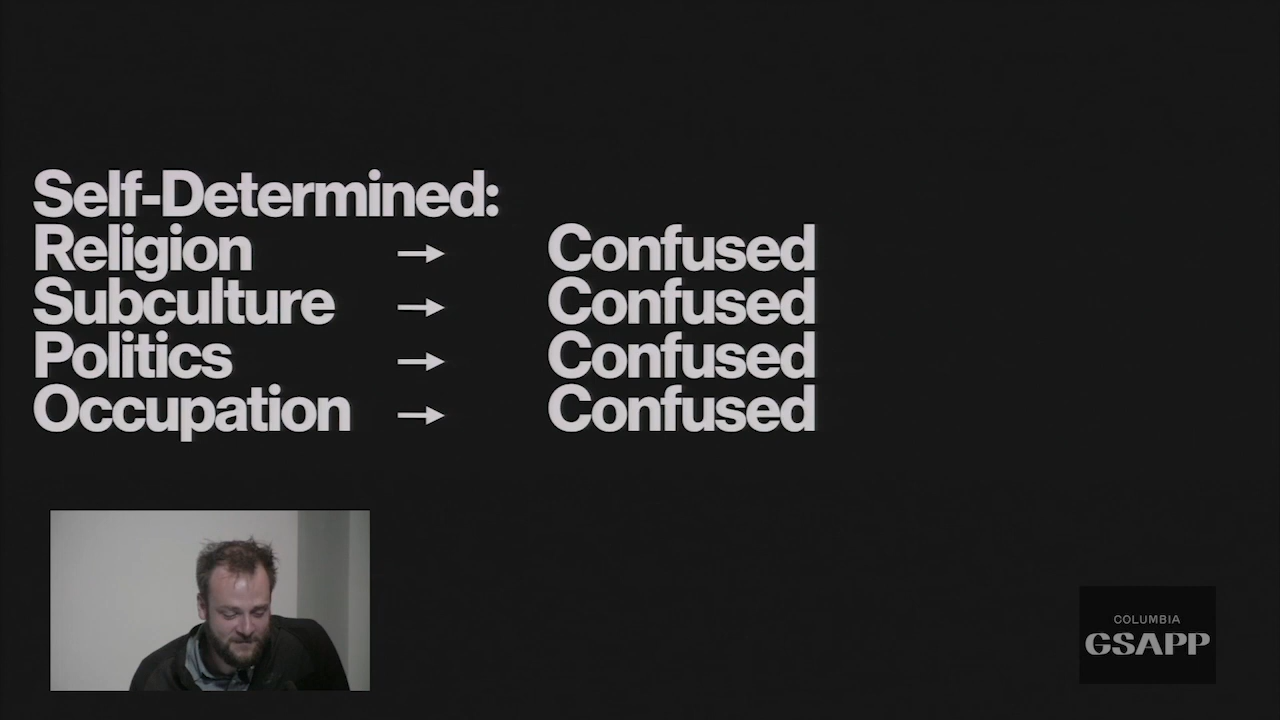 Self-Determined:
Religion → Confused
Subculture → Confused
Politics → Confused
Occupation → Confused
COLUMBIA
GSAPP